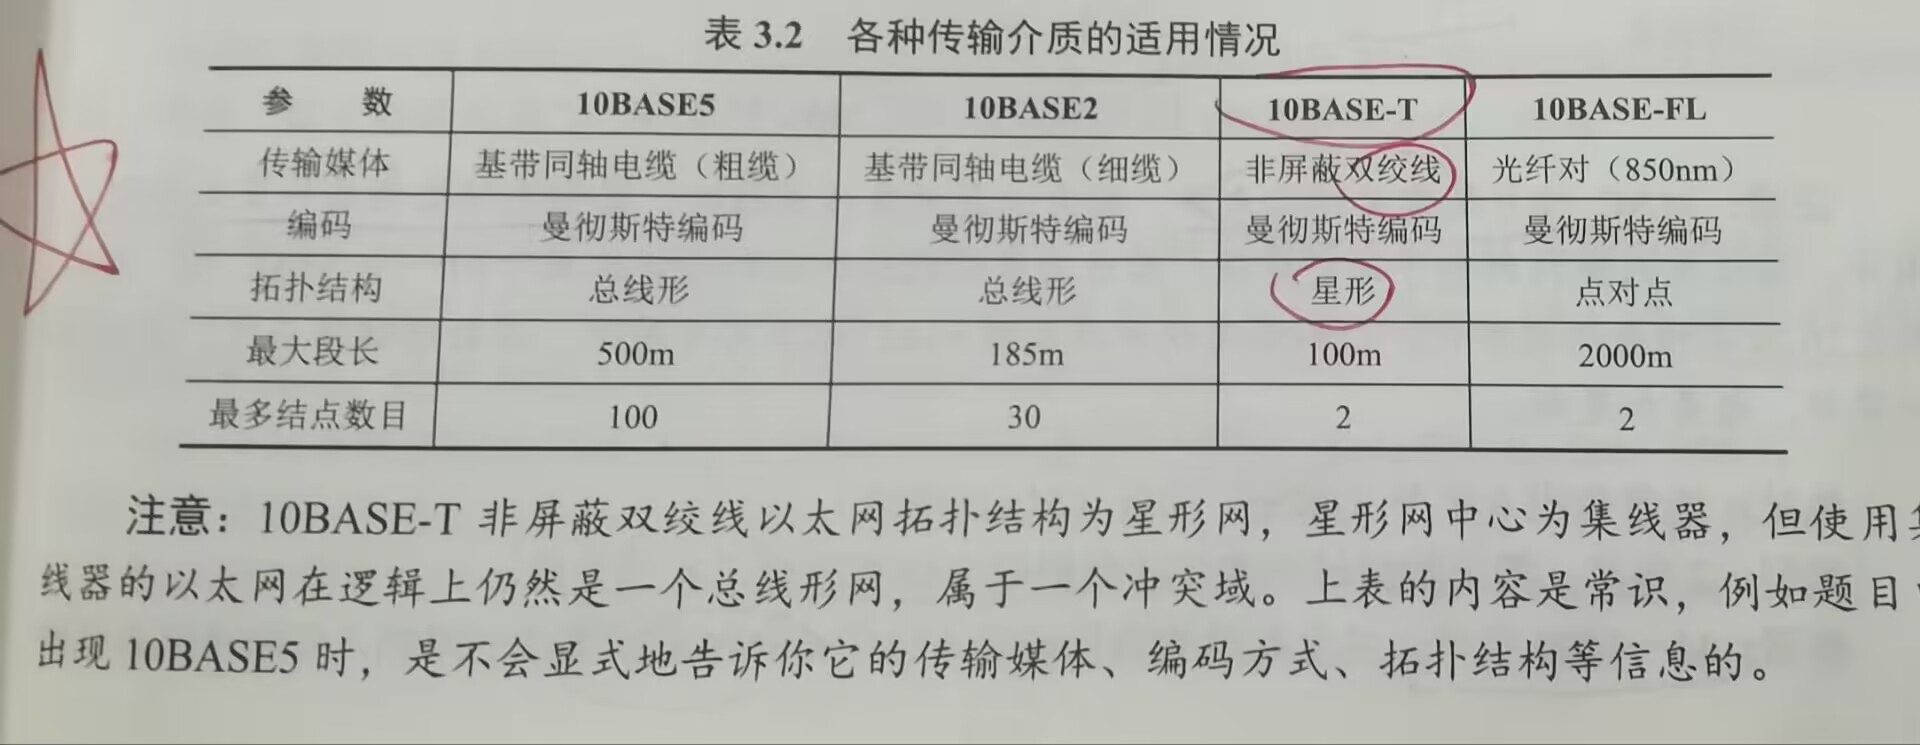 表 3.2 各种传输介质的适用情况
参 数 10BASE5 10BASE2 10BASE-T 10BASE-FL
传输媒体 基带同轴电缆（粗缆） 基带同轴电缆（细缆） 非屏蔽双绞线 光纤对（850nm）
编码 曼彻斯特编码 曼彻斯特编码 曼彻斯特编码 曼彻斯特编码
拓扑结构 总线形 总线形 星形 点对点
最大段长 500m 185m 100m 2000m
最多结点数目 100 30 2 2
注意：10BASE-T 非屏蔽双绞线以太网拓扑结构为星形网，星形网中心为集线器，但使用
线器的以太网在逻辑上仍然是一个总线形网，属于一个冲突域。上表的内容是常识，例如题目
出现 10BASE5 时，是不会显式地告诉你它的传输媒体、编码方式、拓扑结构等信息的。